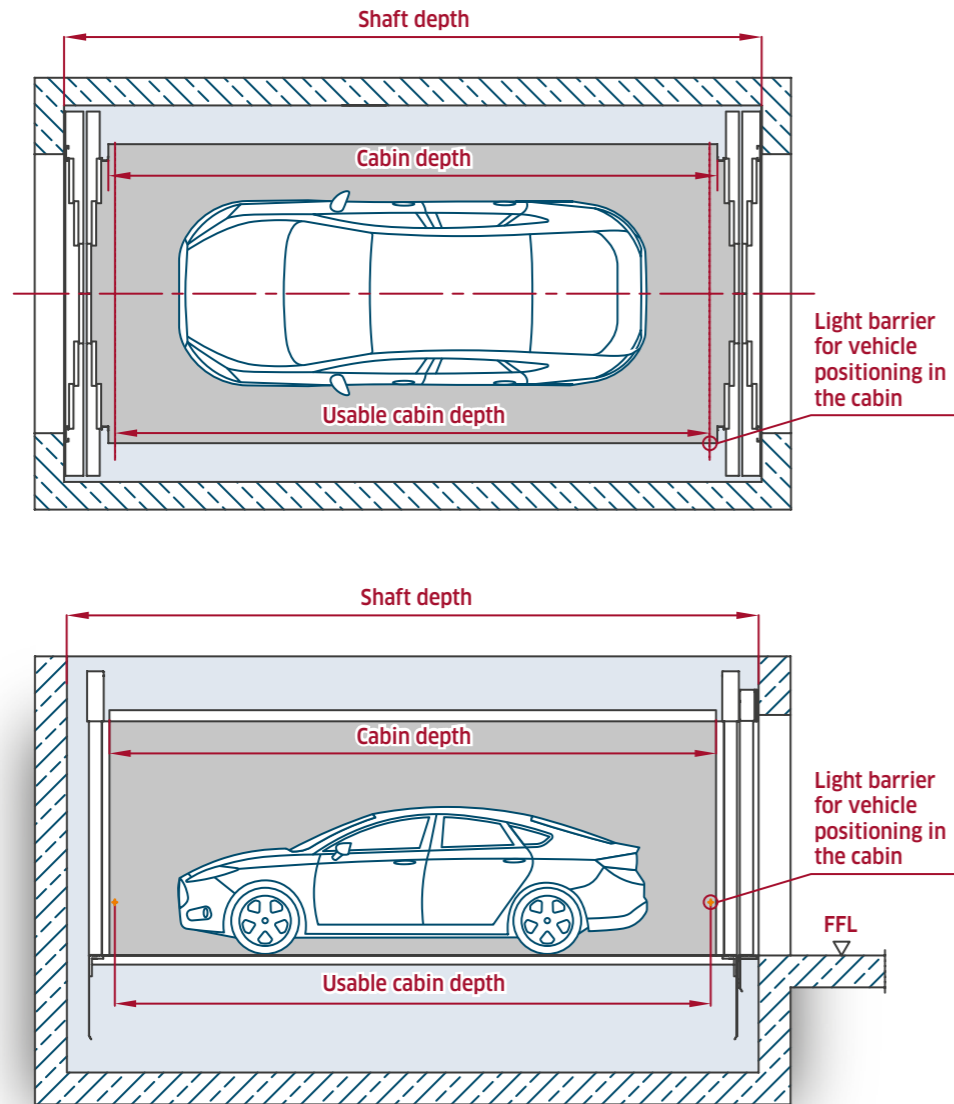 Shaft depth
Cabin depth
Light barrier
for vehicle
positioning in
the cabin
Usable cabin depth
Shaft depth
Cabin depth
Light barrier
for vehicle
positioning in
the cabin
FFL
Usable cabin depth